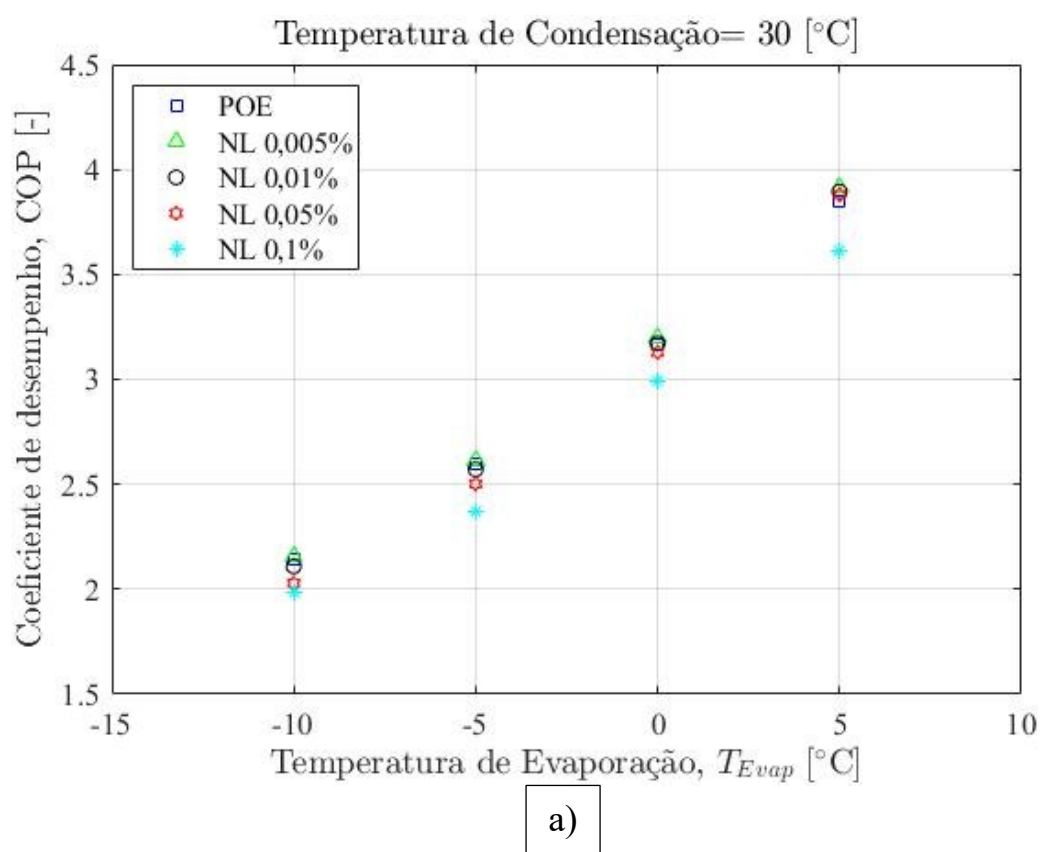 Temperatura de Condensação= 30 [°C]
4.5
4
3.5
3
2.5
2
1.5
Coeficiente de desempenho, COP [-]
POE
NL 0,005%
NL 0,01%
NL 0,05%
NL 0,1%
-15 -10 -5 0 5 10
Temperatura de Evaporação, T_Evap [°C]
a)